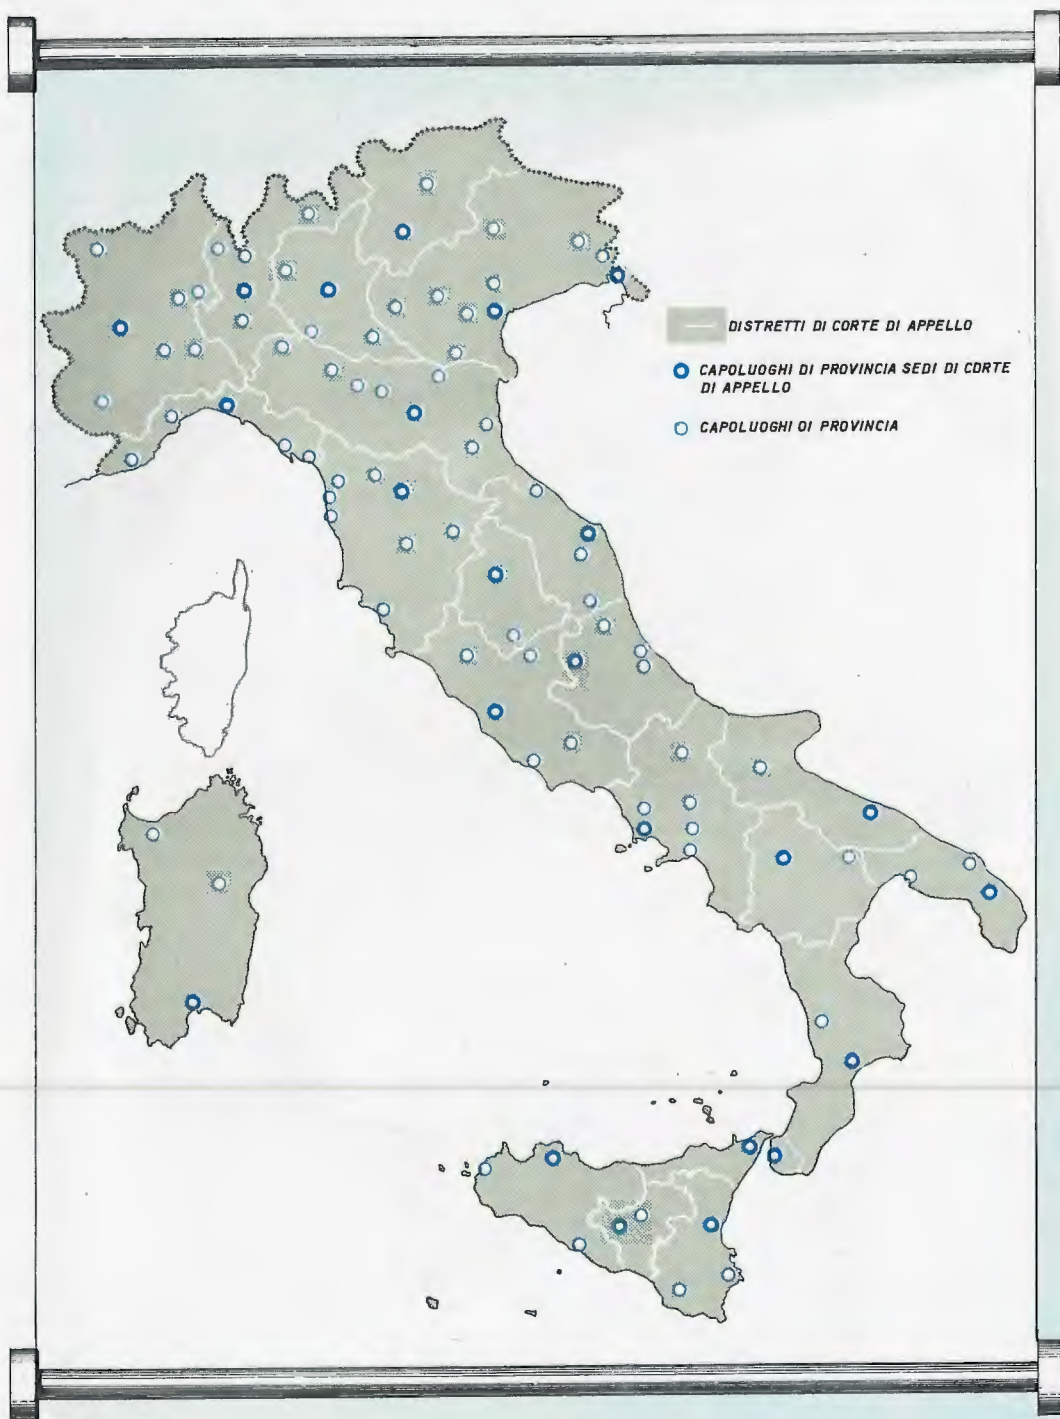 DISTRETTI DI CORTE DI APPELLO
CAPOLUOGHI DI PROVINCIA SEDI DI CORTE
DI APPELLO
CAPOLUOGHI DI PROVINCIA